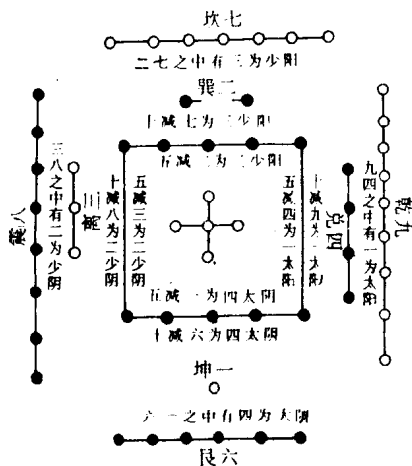 坎七
二七之中有三为少阳
巽二
十减七为三少阳
五减二为三少阳
八震
三八之中有二为少阴
三離
十减八为二少阴
五减三为二少阴
五减四为一太阳
十减九为一太阳
兑四
九四之中有一为太阳
乾九
五减一为四太阴
十减六为四太阴
坤一
六一之中有四为太阴
艮六